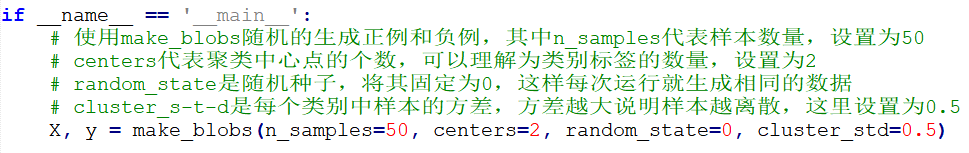 if __name__ == '__main__':
# 使用make_blobs随机的生成正例和负例，其中n_samples代表样本数量，设置为50
# centers代表聚类中心点的个数，可以理解为类别标签的数量，设置为2
# random_state是随机种子，将其固定为0，这样每次运行就生成相同的数据
# cluster_s-t-d是每个类别中样本的方差，方差越大说明样本越离散，这里设置为0.5
X, y = make_blobs(n_samples=50, centers=2, random_state=0, cluster_std=0.5)